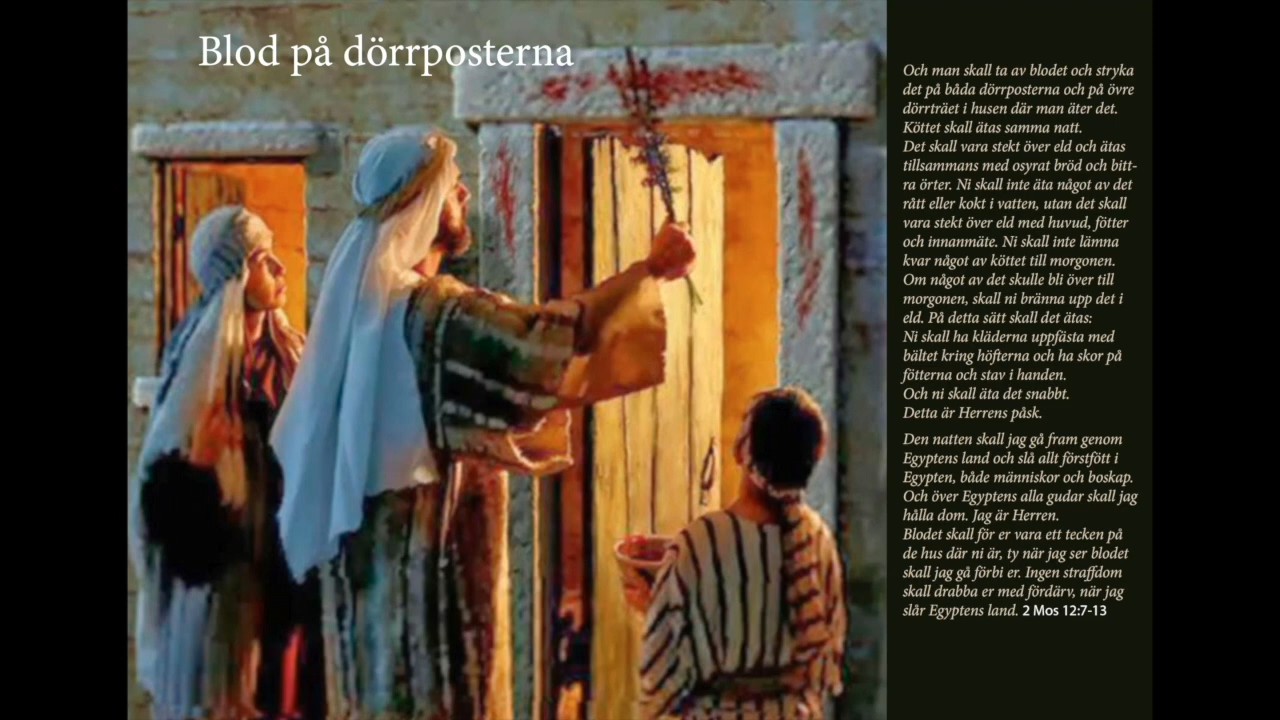 Blod på dörrposterna
Och man skall ta av blodet och stryka
det på båda dörrposterna och på övre
dörrträet i husen där man äter det.
Köttet skall ätas samma natt.
Det skall vara stekt över eld och ätas
tillsammans med osyrat bröd och bitt-
ra örter. Ni skall inte äta något av det
rått eller kokt i vatten, utan det skall
vara stekt över eld med huvud, fötter
och innanmäte. Ni skall inte lämna
kvar något av köttet till morgonen.
Om något av det skulle bli över till
morgonen, skall ni bränna upp det i
eld. På detta sätt skall det ätas:
Ni skall ha kläderna uppfästa med
bältet kring höfterna och ha skor på
fötterna och stav i handen.
Och ni skall äta det snabbt.
Detta är Herrens påsk.
Den natten skall jag gå fram genom
Egyptens land och slå allt förstfött i
Egypten, både människor och boskap.
Och över Egyptens alla gudar skall jag
hålla dom. Jag är Herren.
Blodet skall för er vara ett tecken på
de hus där ni är, ty när jag ser blodet
skall jag gå förbi er. Ingen straffdom
skall drabba er med fördärv, när jag
slår Egyptens land. 2 Mos 12:7-13